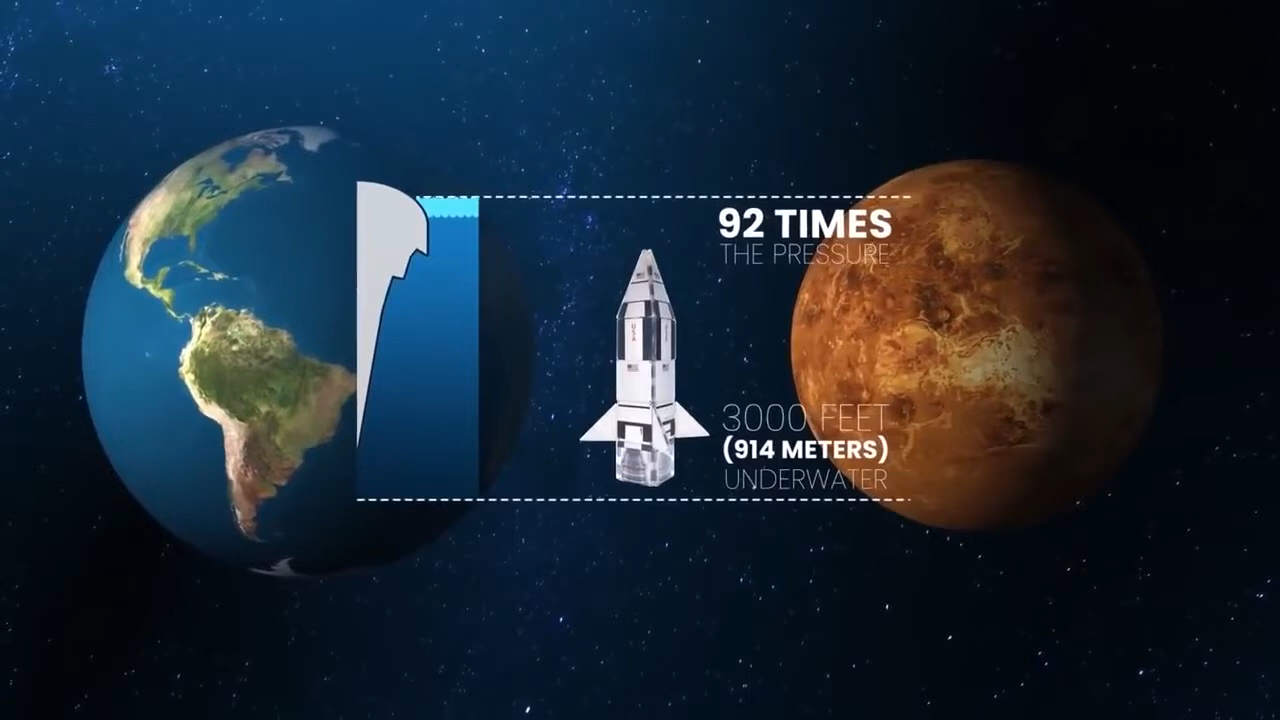 92 TIMES
THE PRESSURE
USA
3000 FEET
(914 METERS)
UNDERWATER